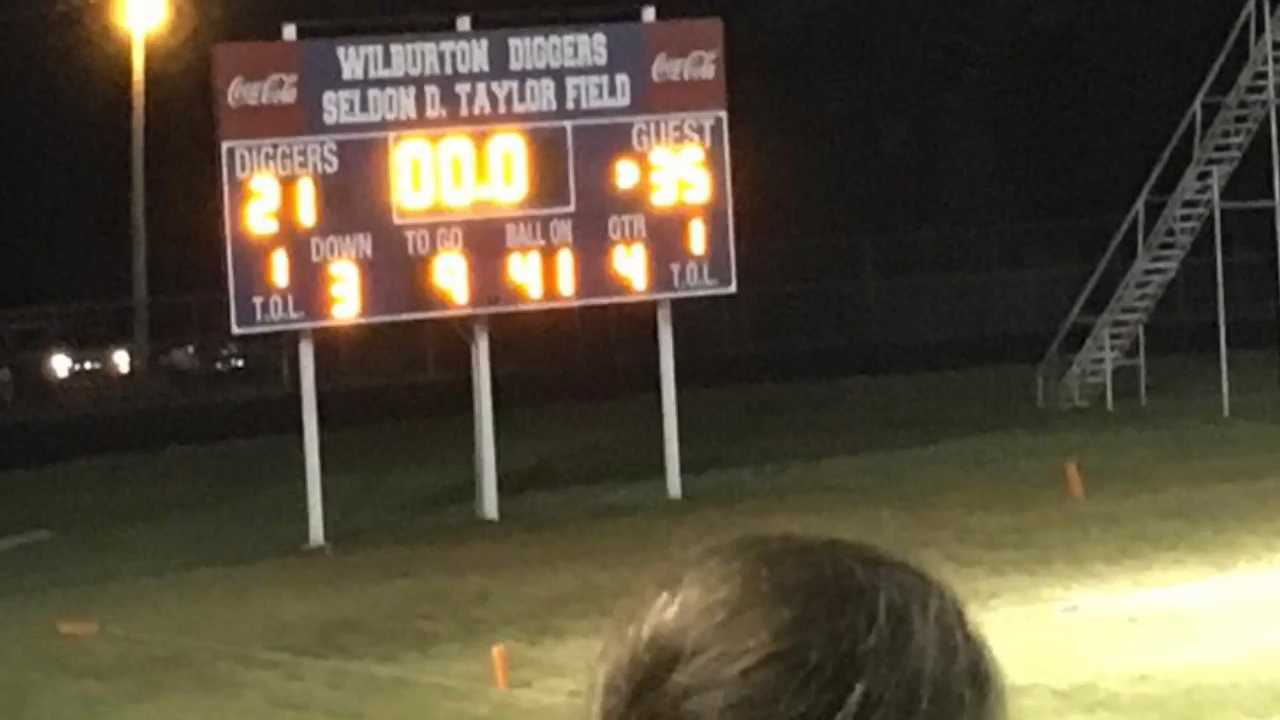 WILBURTON DIGGERS
SELDON D. TAYLOR FIELD
Coca-Cola
Coca-Cola
DIGGERS
00.0
GUEST
21
35
DOWN
TO GO
BALL ON
QTR
1
3
9
41
4
1
T.O.L.
T.O.L.